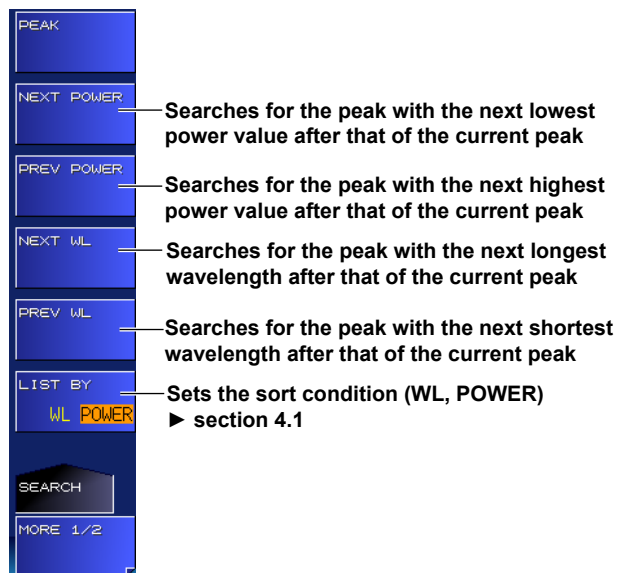 PEAK
NEXT POWER
Searches for the peak with the next lowest
power value after that of the current peak
PREV POWER
Searches for the peak with the next highest
power value after that of the current peak
NEXT WL
Searches for the peak with the next longest
wavelength after that of the current peak
PREV WL
Searches for the peak with the next shortest
wavelength after that of the current peak
LIST BY
WL POWER
Sets the sort condition (WL, POWER)
► section 4.1
SEARCH
MORE 1/2